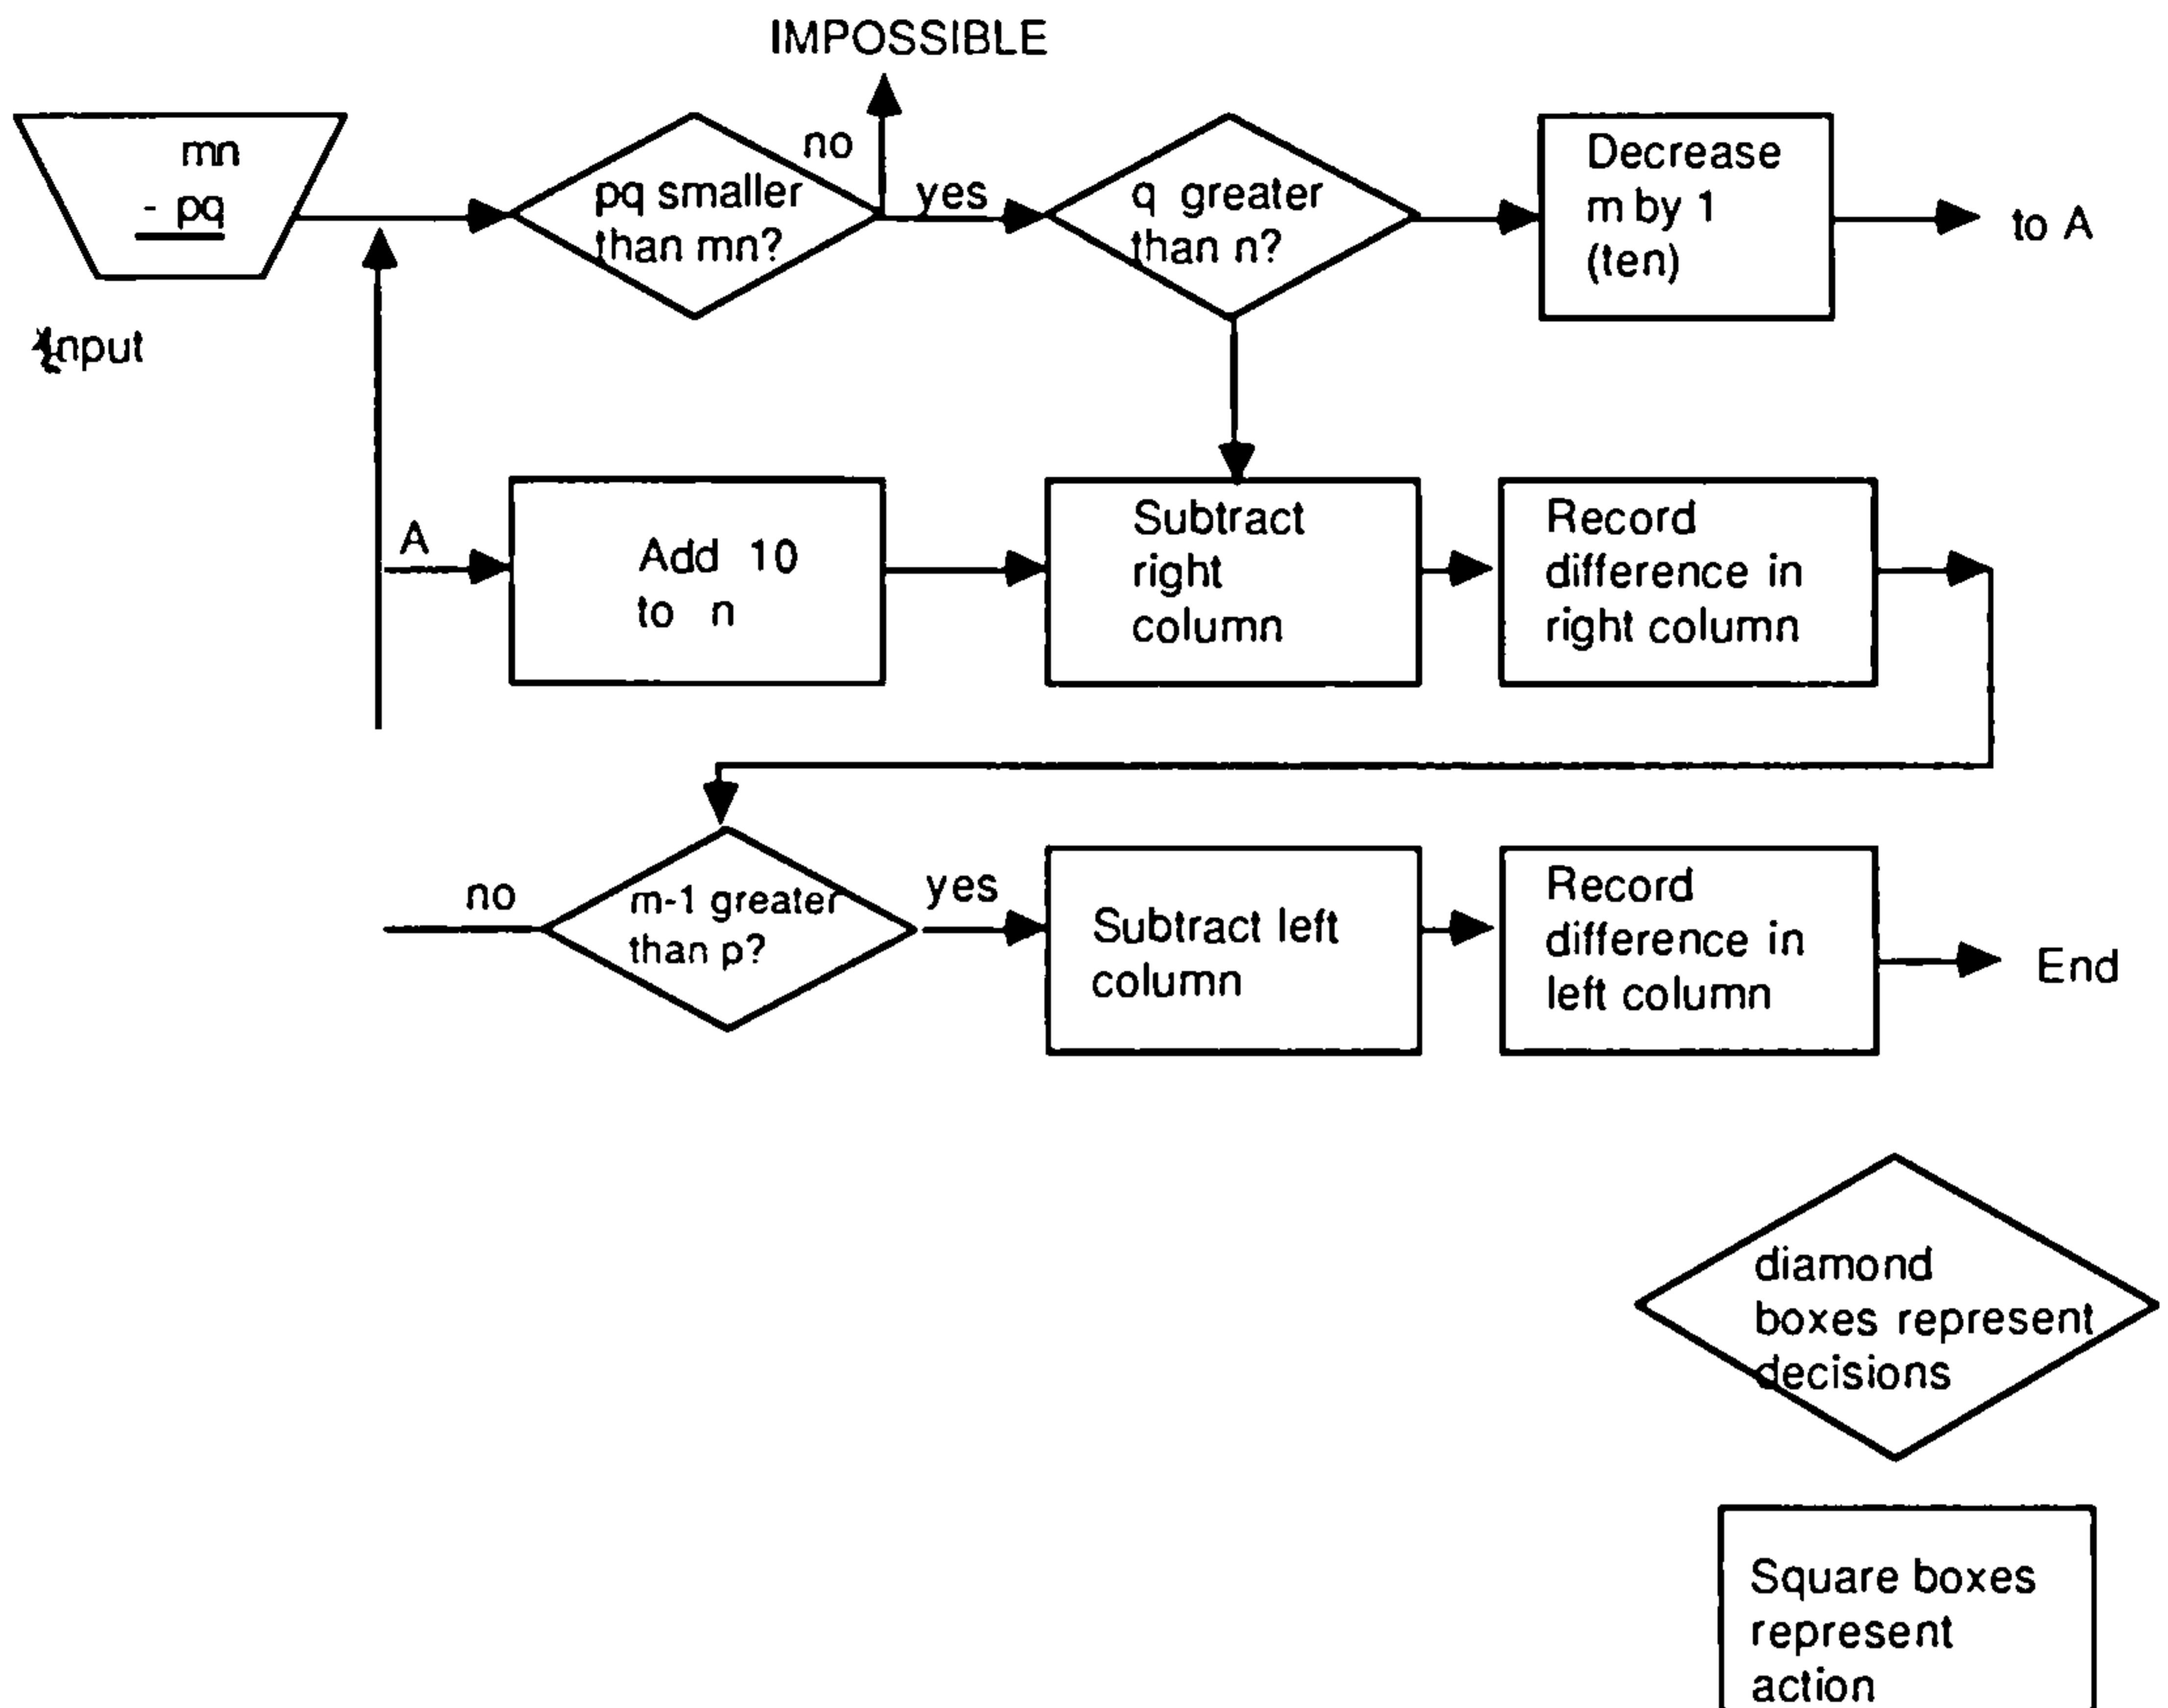 IMPOSSIBLE
mn
- pq
Input
no
pq smaller
than mn?
yes
q greater
than n?
Decrease
m by 1
(ten)
to A
A
Add 10
to n
Subtract
right
column
Record
difference in
right column
no
m-1 greater
than p?
yes
Subtract left
column
Record
difference in
left column
End
diamond
boxes represent
decisions
Square boxes
represent
action